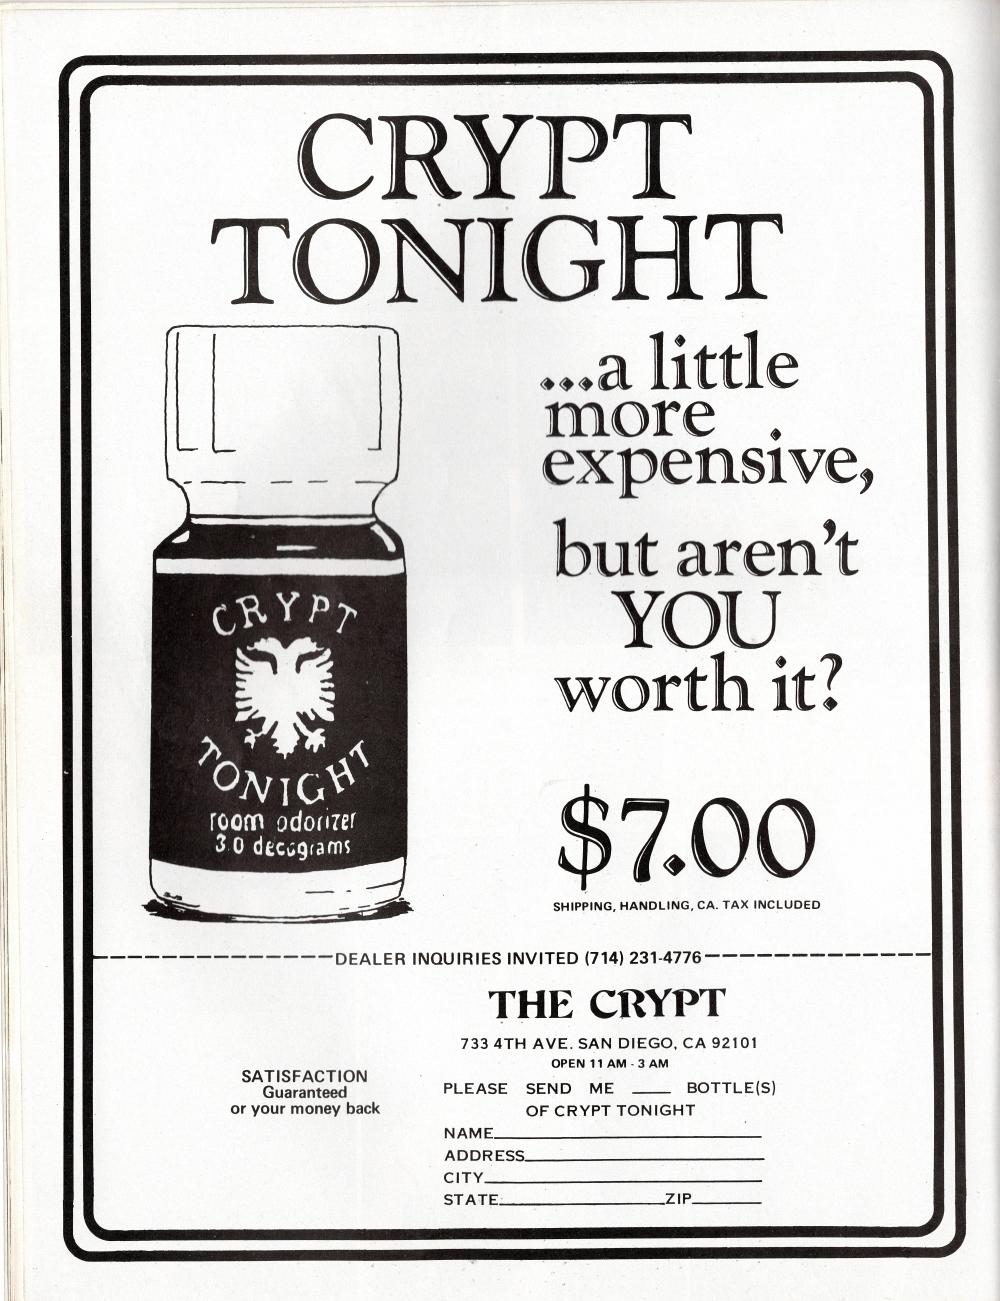 CRYPT
TONIGHT
...a little
more
expensive,
but aren't
YOU
worth it?
CRYPT
TONIGHT
room odorizer
3.0 decograms
$7.00
SHIPPING, HANDLING, CA. TAX INCLUDED
DEALER INQUIRIES INVITED (714) 231-4776
THE CRYPT
733 4TH AVE. SAN DIEGO, CA 92101
OPEN 11 AM - 3 AM
SATISFACTION
Guaranteed
or your money back
PLEASE SEND ME ___ BOTTLE(S)
OF CRYPT TONIGHT
NAME
ADDRESS
CITY
STATE ZIP